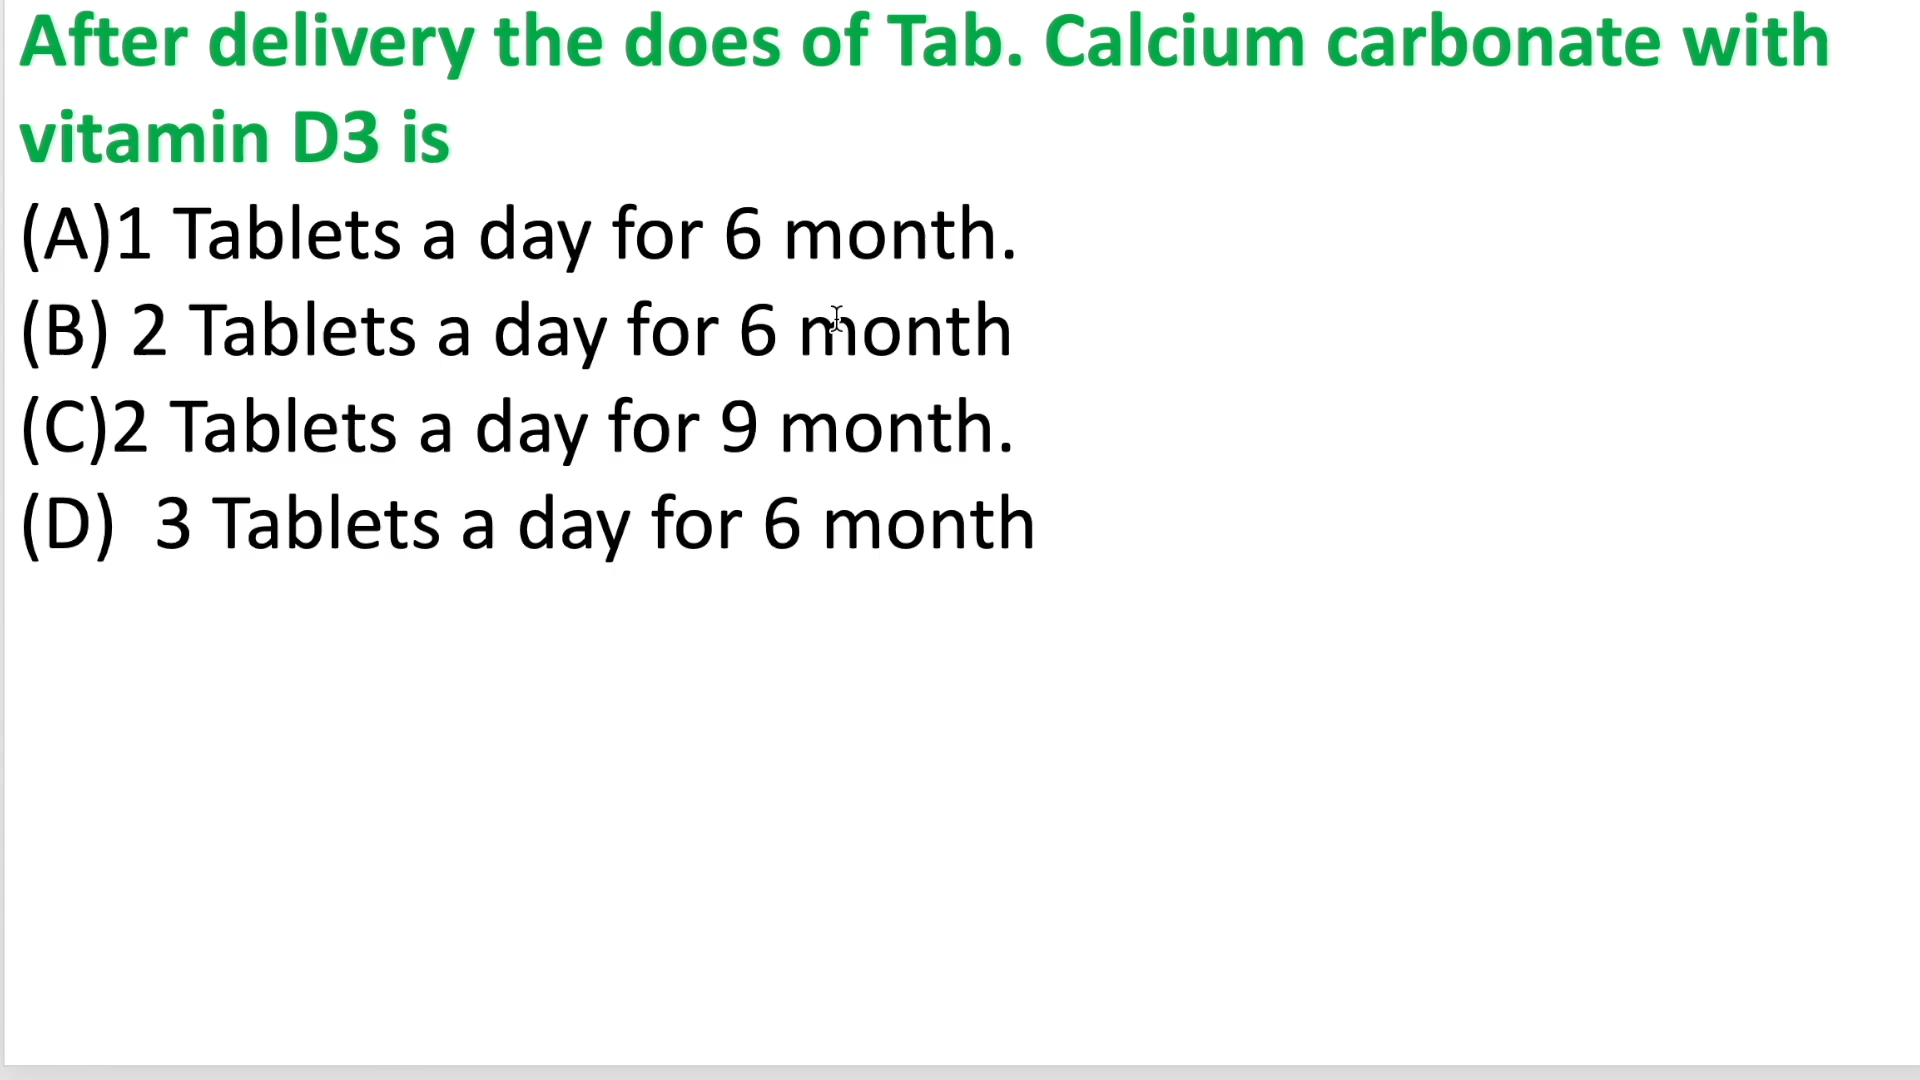 After delivery the does of Tab. Calcium carbonate with
vitamin D3 is
(A)1 Tablets a day for 6 month.
(B) 2 Tablets a day for 6 month
(C)2 Tablets a day for 9 month.
(D)  3 Tablets a day for 6 month